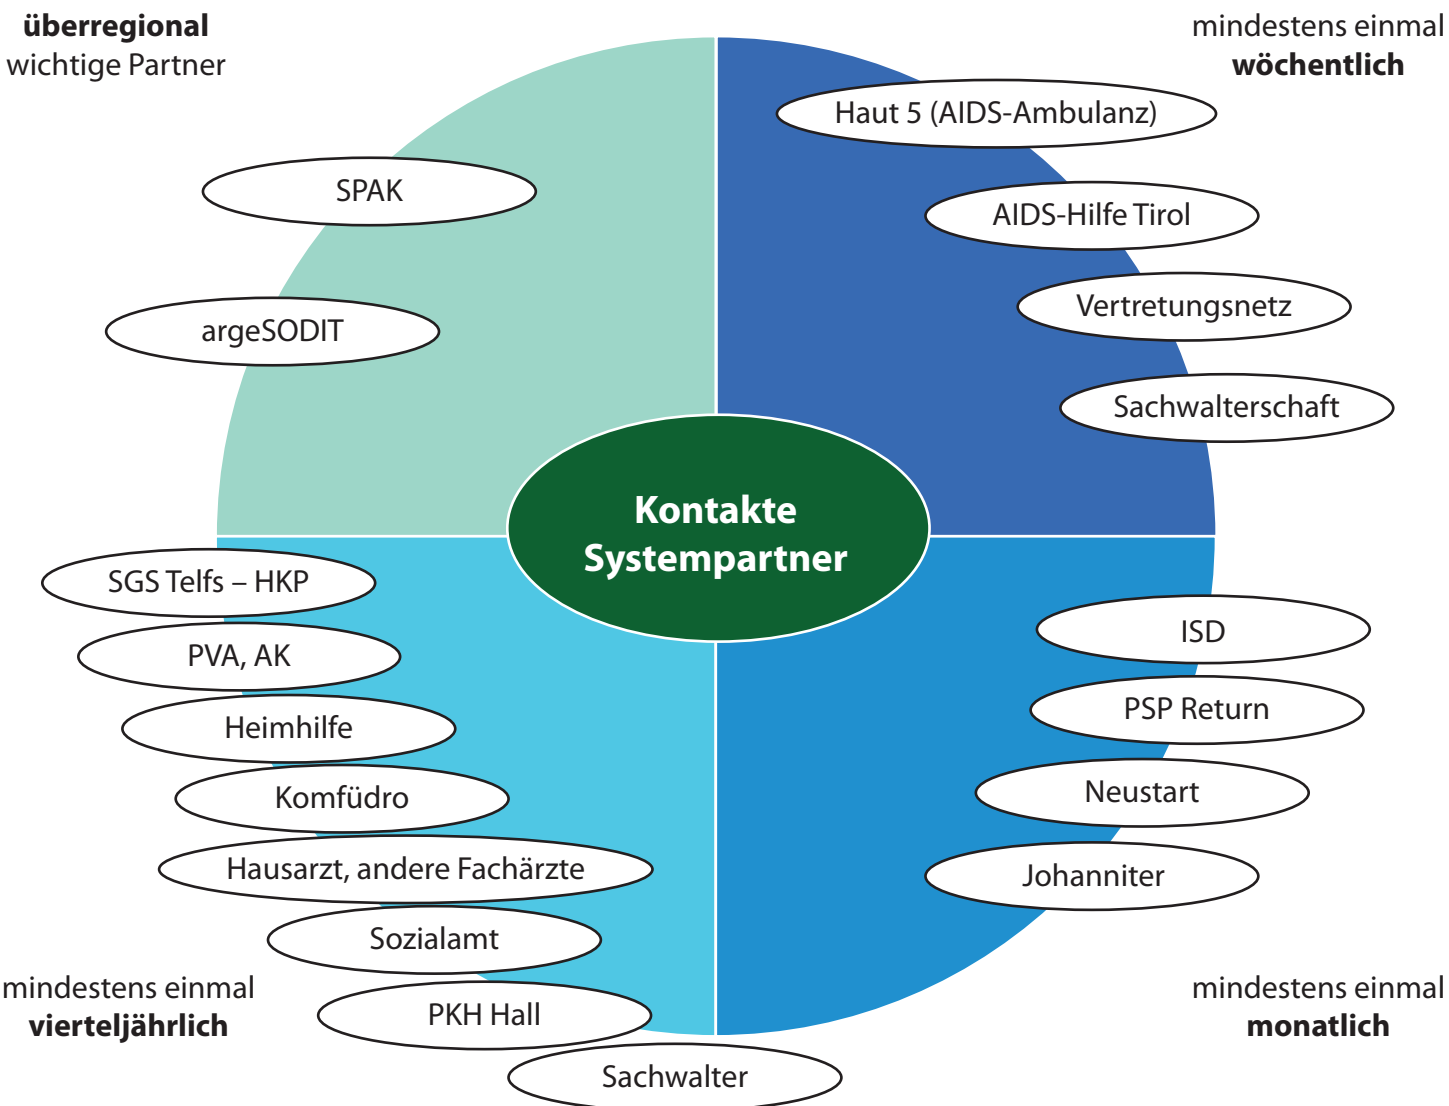 überregional
wichtige Partner
mindestens einmal
wöchentlich
Haut 5 (AIDS-Ambulanz)
SPAK
AIDS-Hilfe Tirol
argeSODIT
Vertretungsnetz
Sachwalterschaft
Kontakte
Systempartner
SGS Telfs – HKP
PVA, AK
Heimhilfe
Komfüdro
Hausarzt, andere Fachärzte
Sozialamt
PKH Hall
Sachwalter
mindestens einmal
vierteljährlich
ISD
PSP Return
Neustart
Johanniter
mindestens einmal
monatlich